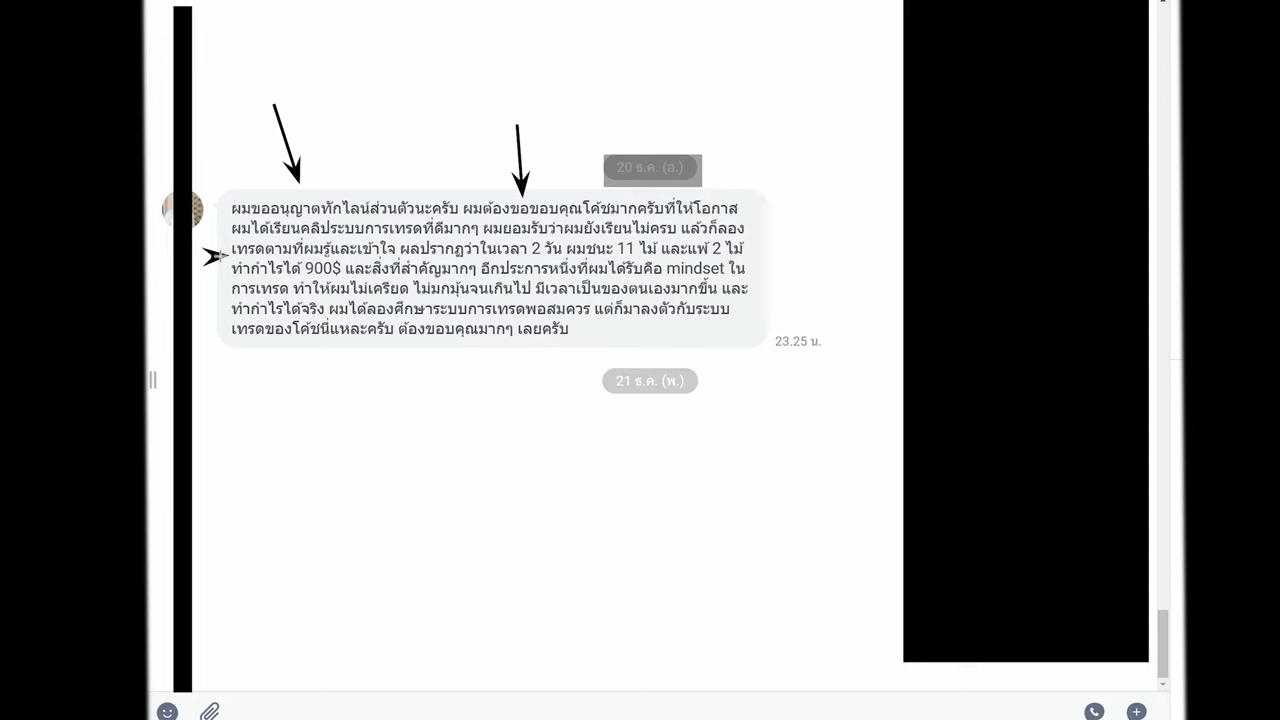 20 ธ.ค. (อ.)
ผมขออนุญาตทักไลน์ส่วนตัวนะครับ ผมต้องขอขอบคุณโค้ชมากครับที่ให้โอกาส
ผมได้เรียนคลิประบบการเทรดที่ดีมากๆ ผมยอมรับว่าผมยังเรียนไม่ครบ แล้วก็ลอง
เทรดตามที่ผมรู้และเข้าใจ ผลปรากฏว่าในเวลา 2 วัน ผมชนะ 11 ไม้ และแพ้ 2 ไม้
ทำกำไรได้ 900$ และสิ่งที่สำคัญมากๆ อีกประการหนึ่งที่ผมได้รับคือ mindset ใน
การเทรด ทำให้ผมไม่เครียด ไม่มกมุ้นจนเกินไป มีเวลาเป็นของตนเองมากขึ้น และ
ทำกำไรได้จริง ผมได้ลองศึกษาระบบการเทรดพอสมควร แต่ก็มาลงตัวกับระบบ
เทรดของโค้ชนี่แหละครับ ต้องขอบคุณมากๆ เลยครับ
23.25 น.
21 ธ.ค. (พ.)